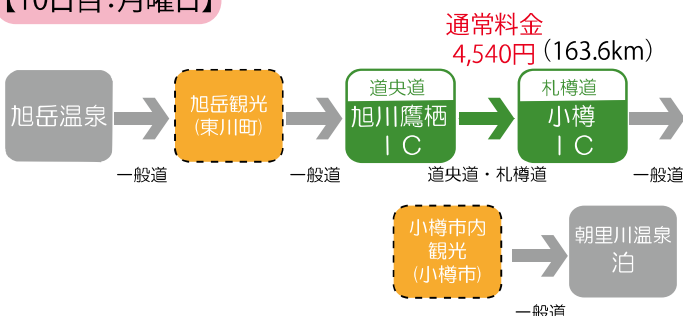 【10日目：月曜日】
通常料金
4,540円（163.6km）
旭岳温泉
一般道
旭岳観光
(東川町)
一般道
道央道
旭川鷹栖
IC
道央道・札樽道
札樽道
小樽
IC
一般道
小樽市内
観光
(小樽市)
一般道
朝里川温泉
泊